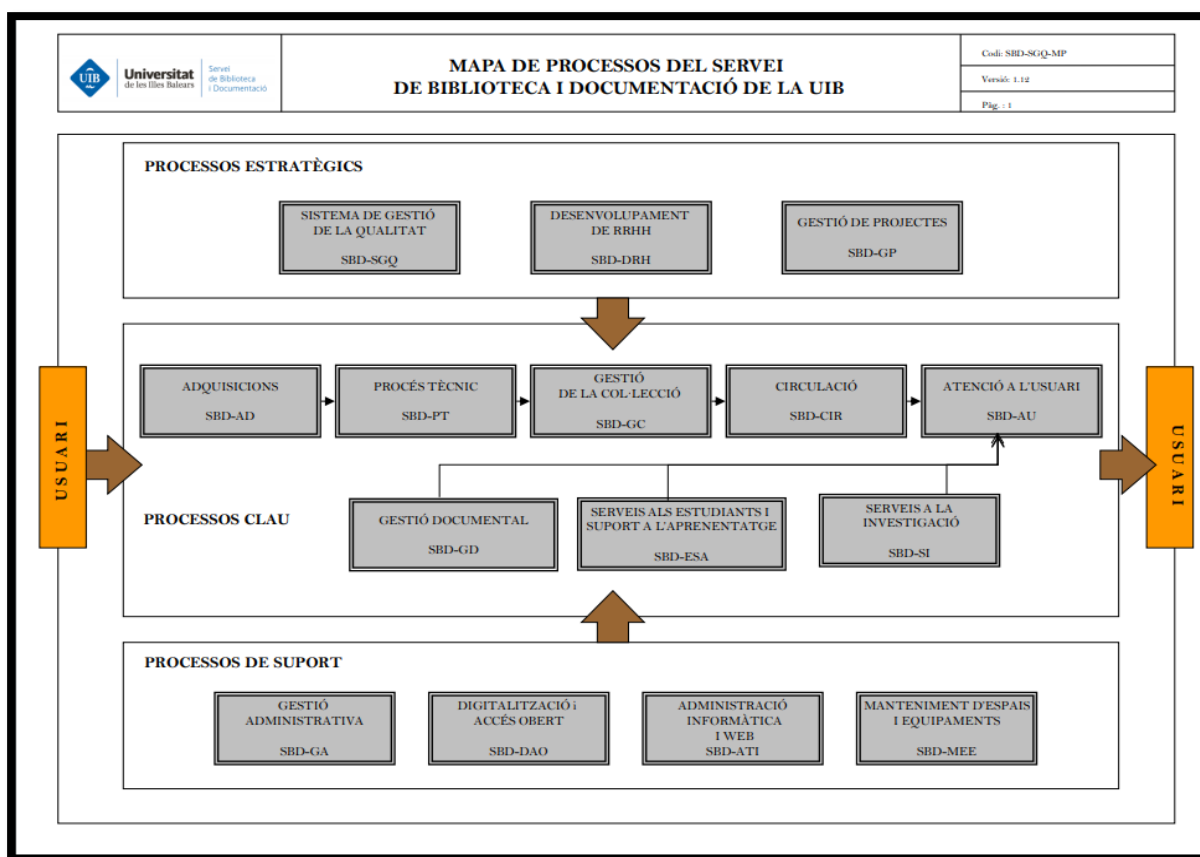 UIB
Universitat
de les Illes Balears
Servei
de Biblioteca
i Documentació
MAPA DE PROCESSOS DEL SERVEI
DE BIBLIOTECA I DOCUMENTACIÓ DE LA UIB
Codi: SBD-SGQ-MP
Versió: 1.12
Pàg. : 1
PROCESSOS ESTRATÈGICS
SISTEMA DE GESTIÓ
DE LA QUALITAT
SBD-SGQ
DESENVOLUPAMENT
DE RRHH
SBD-DRH
GESTIÓ DE PROJECTES
SBD-GP
USUARI
ADQUISICIONS
SBD-AD
PROCÉS TÈCNIC
SBD-PT
GESTIÓ
DE LA COL·LECCIÓ
SBD-GC
CIRCULACIÓ
SBD-CIR
ATENCIÓ A L'USUARI
SBD-AU
USUARI
PROCESSOS CLAU
GESTIÓ DOCUMENTAL
SBD-GD
SERVEIS ALS ESTUDIANTS I
SUPORT A L'APRENENTATGE
SBD-ESA
SERVEIS A LA
INVESTIGACIÓ
SBD-SI
PROCESSOS DE SUPORT
GESTIÓ
ADMINISTRATIVA
SBD-GA
DIGITALITZACIÓ i
ACCÉS OBERT
SBD-DAO
ADMINISTRACIÓ
INFORMÀTICA
I WEB
SBD-ATI
MANTENIMENT D'ESPAIS
I EQUIPAMENTS
SBD-MEE